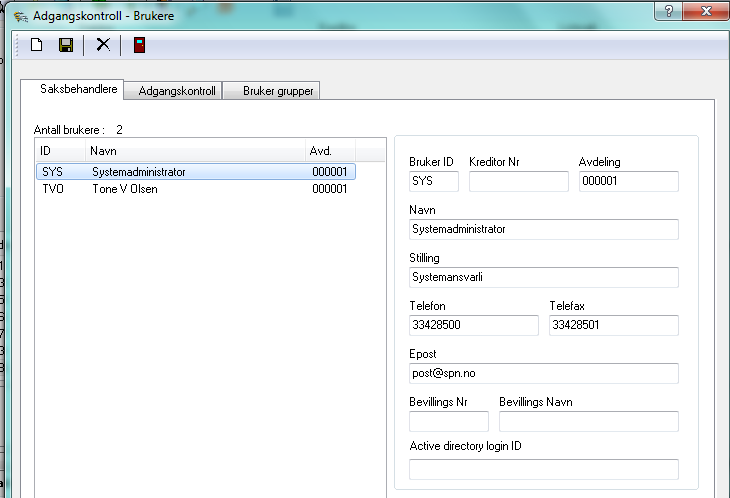 Adgangskontroll - Brukere
Saksbehandlere Adgangskontroll Bruker grupper
Antall brukere : 2
ID Navn Avd.
SYS Systemadministrator 000001
TVO Tone V Olsen 000001
Bruker ID Kreditor Nr Avdeling
SYS 000001
Navn
Systemadministrator
Stilling
Systemansvarli
Telefon Telefax
33428500 33428501
Epost
post@spn.no
Bevillings Nr Bevillings Navn
Active directory login ID